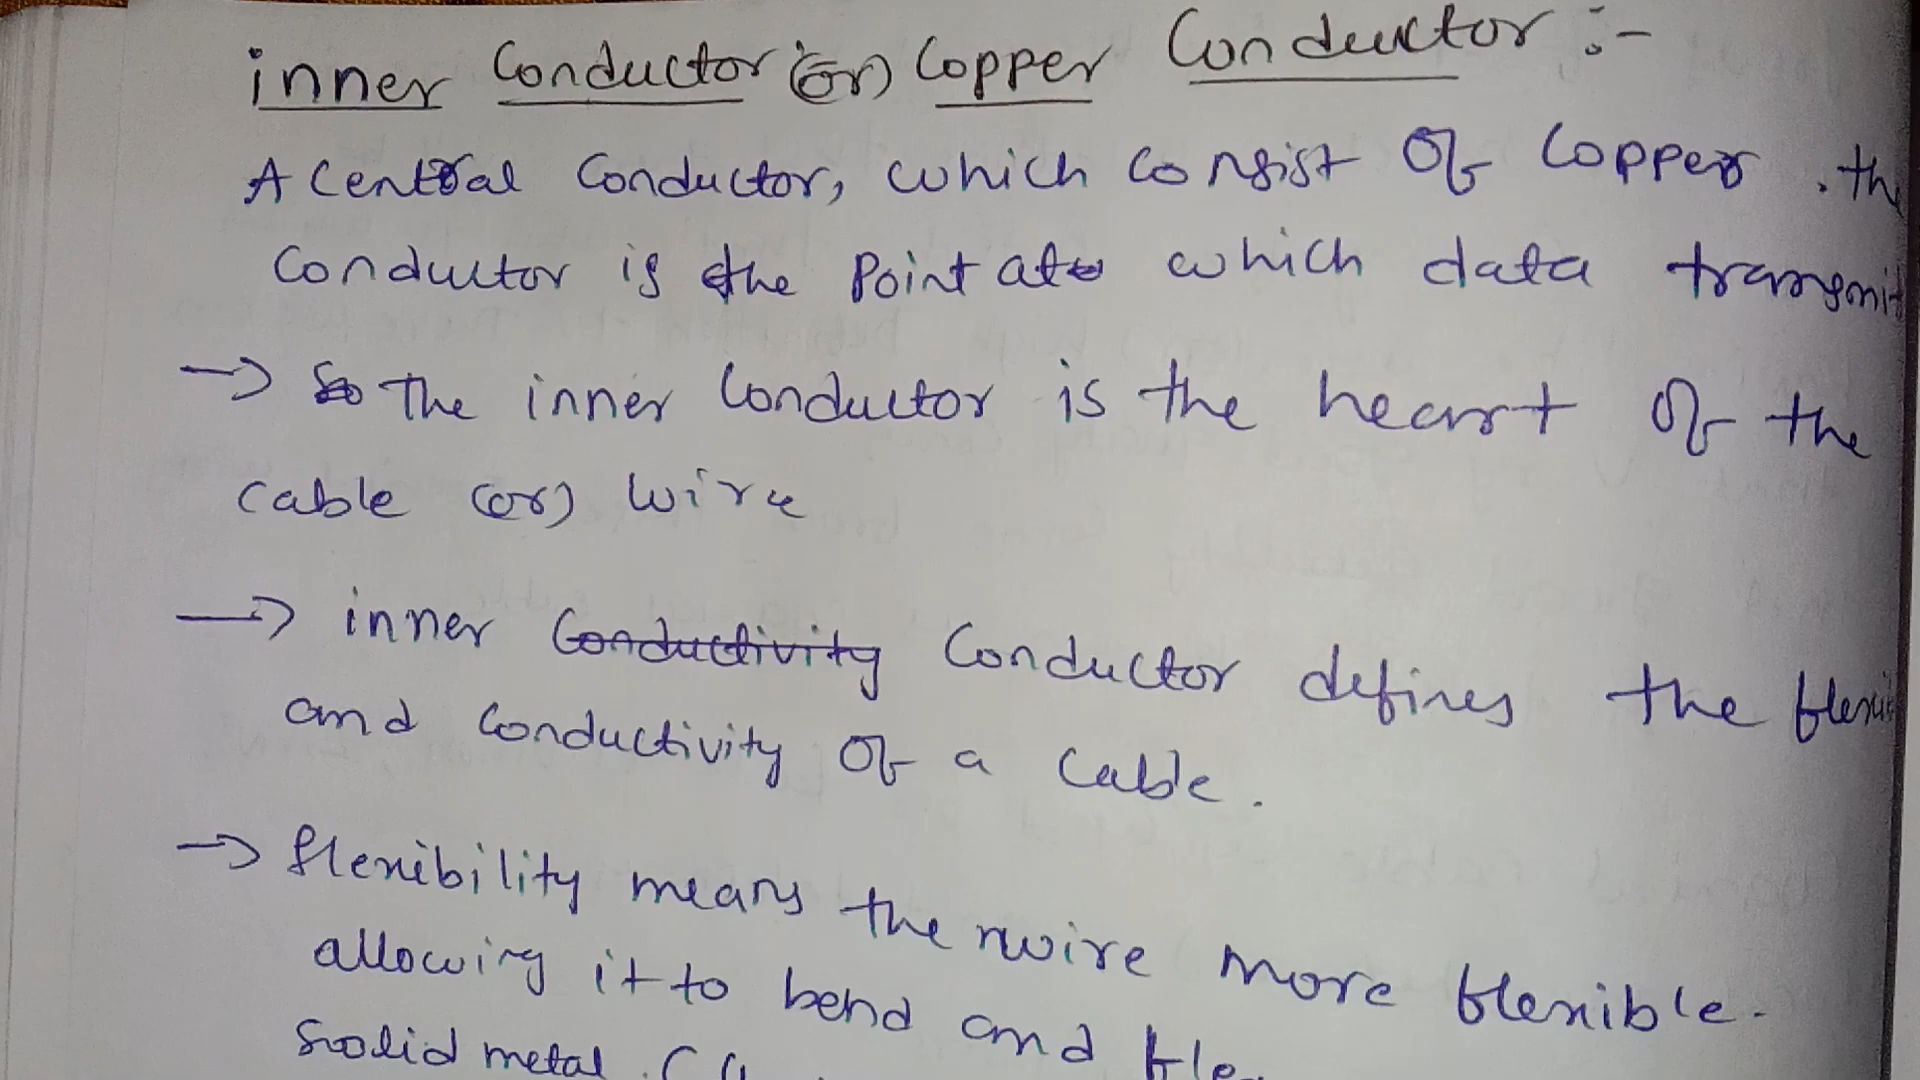 inner Conductor (or) Copper Conductor :-
A Central Conductor, which consist of Copper. the
Conductor is the Point at which data transmit
→ The inner Conductor is the heart of the
cable (or) wire
→ inner Conductivity Conductor defines the
and Conductivity of a Cable.
→ flexibility means the wire more flexible.
allowing it to bend and
solid metal.